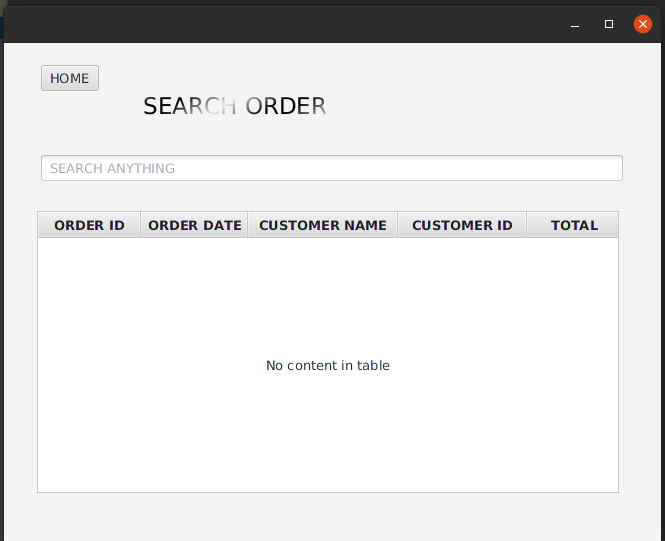 HOME
SEARCH ORDER
SEARCH ANYTHING
ORDER ID ORDER DATE CUSTOMER NAME CUSTOMER ID TOTAL
No content in table